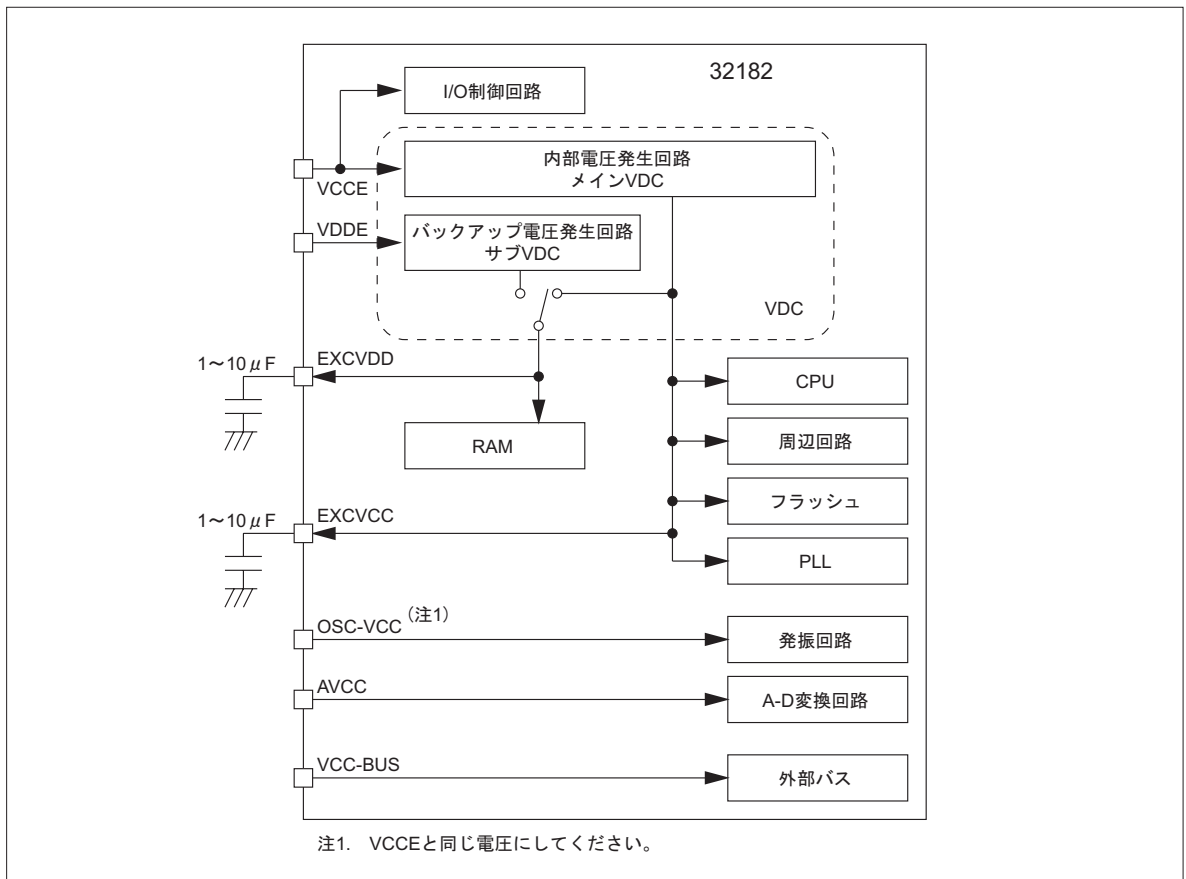 32182
I/O制御回路
内部電圧発生回路
メインVDC
VCCE
VDDE
バックアップ電圧発生回路
サブVDC
VDC
1〜10μF
EXCVDD
CPU
RAM
周辺回路
フラッシュ
1〜10μF
EXCVCC
PLL
OSC-VCC(注1)
発振回路
AVCC
A-D変換回路
VCC-BUS
外部バス
注1. VCCEと同じ電圧にしてください。